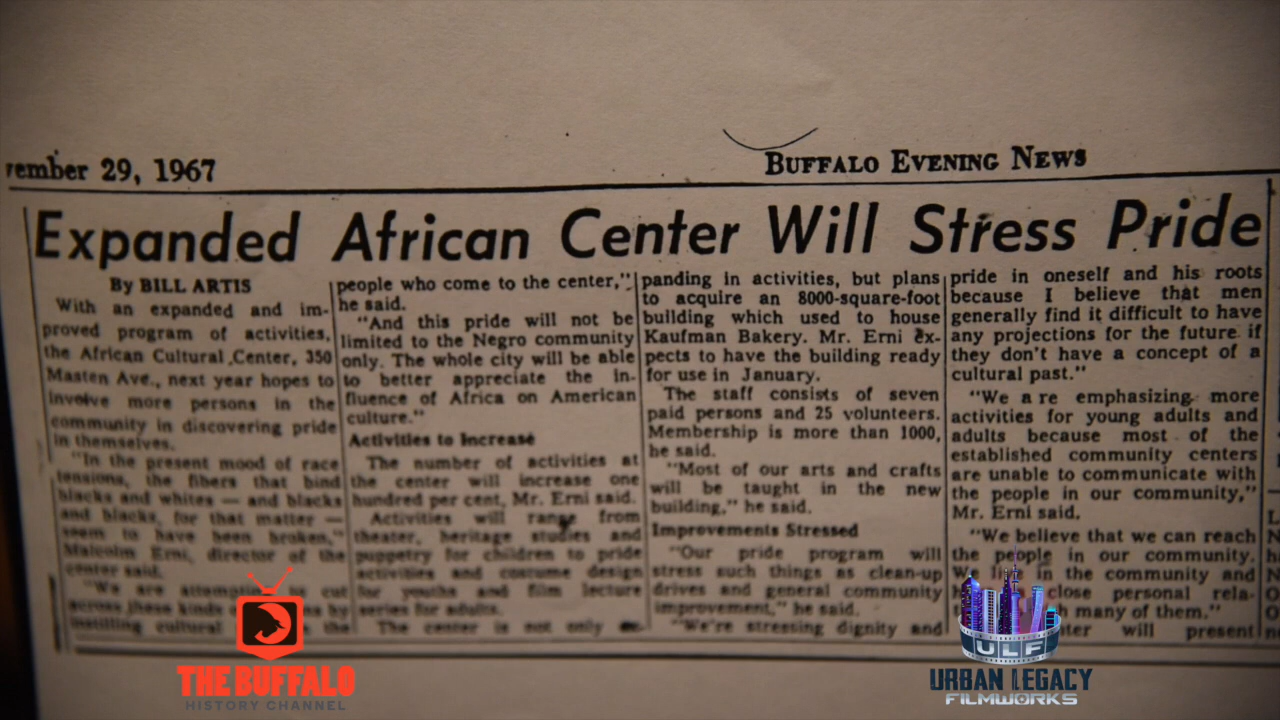 rember 29, 1967
BUFFALO EVENING NEWS
Expanded African Center Will Stress Pride
By BILL ARTIS
With an expanded and im-
proved program of activities,
the African Cultural Center, 350
Masten Ave., next year hopes to
involve more persons in the
community in discovering pride
in themselves.
"In the present mood of race
tensions, the fibers that bind
blacks and whites — and blacks
and blacks, for that matter —
seem to have been broken,"
Malcolm Erni, director of the
center said.
"We are cut
across these kinds by
instilling cultural the
people who come to the center,"
he said.
"And this pride will not be
limited to the Negro community
only. The whole city will be able
to better appreciate the in-
fluence of Africa on American
culture."
Activities to Increase
The number of activities at
the center will increase one
hundred per cent, Mr. Erni said.
Activities will range from
theater, heritage studies and
puppetry for children to pride
activities and costume design
for youths and film lecture
series for adults.
The center is not only ex-
panding in activities, but plans
to acquire an 8000-square-foot
building which used to house
Kaufman Bakery. Mr. Erni ex-
pects to have the building ready
for use in January.
The staff consists of seven
paid persons and 25 volunteers.
Membership is more than 1000,
he said.
"Most of our arts and crafts
will be taught in the new
building," he said.
Improvements Stressed
"Our pride program will
stress such things as clean-up
drives and general community
improvement," he said.
"We're stressing dignity and
pride in oneself and his roots
because I believe that men
generally find it difficult to have
any projections for the future if
they don't have a concept of a
cultural past."
"We are emphasizing more
activities for young adults and
adults because most of the
established community centers
are unable to communicate with
the people in our community,"
Mr. Erni said.
"We believe that we can reach
the people in our community.
We in the community and
close personal rela-
many of them."
will present
THE BUFFALO
HISTORY CHANNEL
ULF
URBAN LEGACY
FILMWORKS